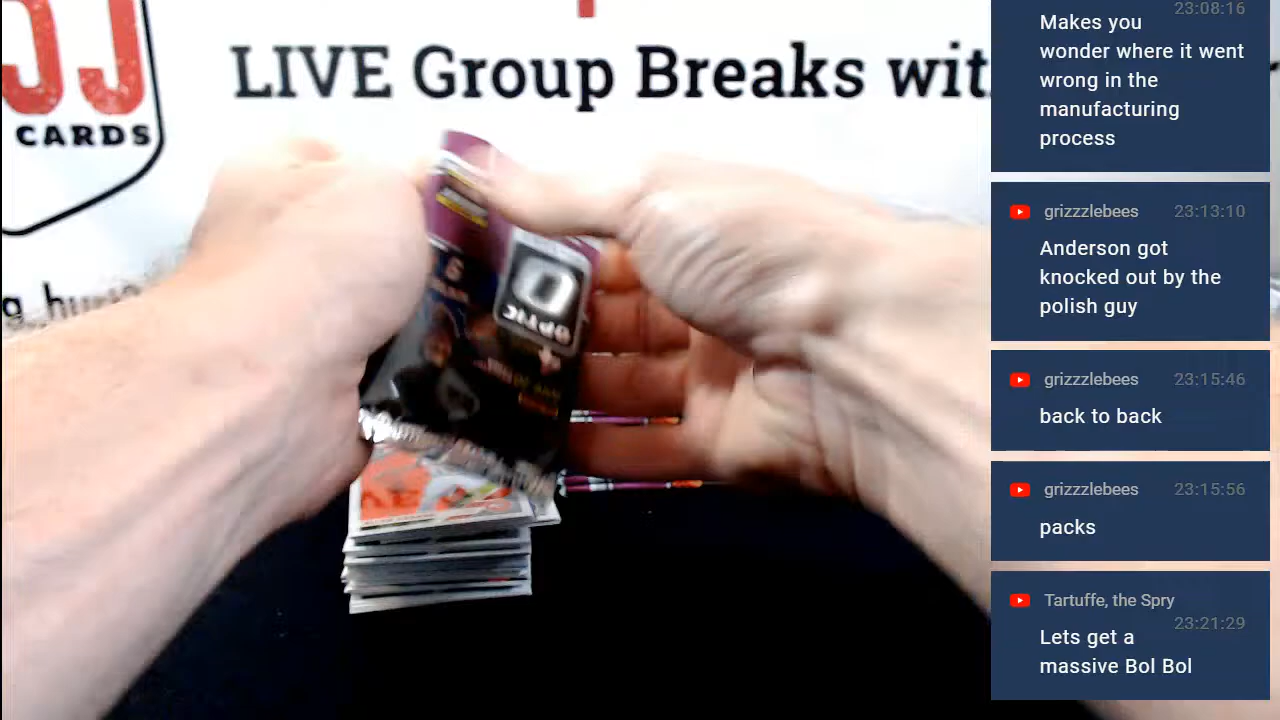 SJ
CARDS
LIVE Group Breaks wit
OPTIC
23:08:16
Makes you
wonder where it went
wrong in the
manufacturing
process
grizzzlebees 23:13:10
Anderson got
knocked out by the
polish guy
grizzzlebees 23:15:46
back to back
grizzzlebees 23:15:56
packs
Tartuffe, the Spry
23:21:29
Lets get a
massive Bol Bol